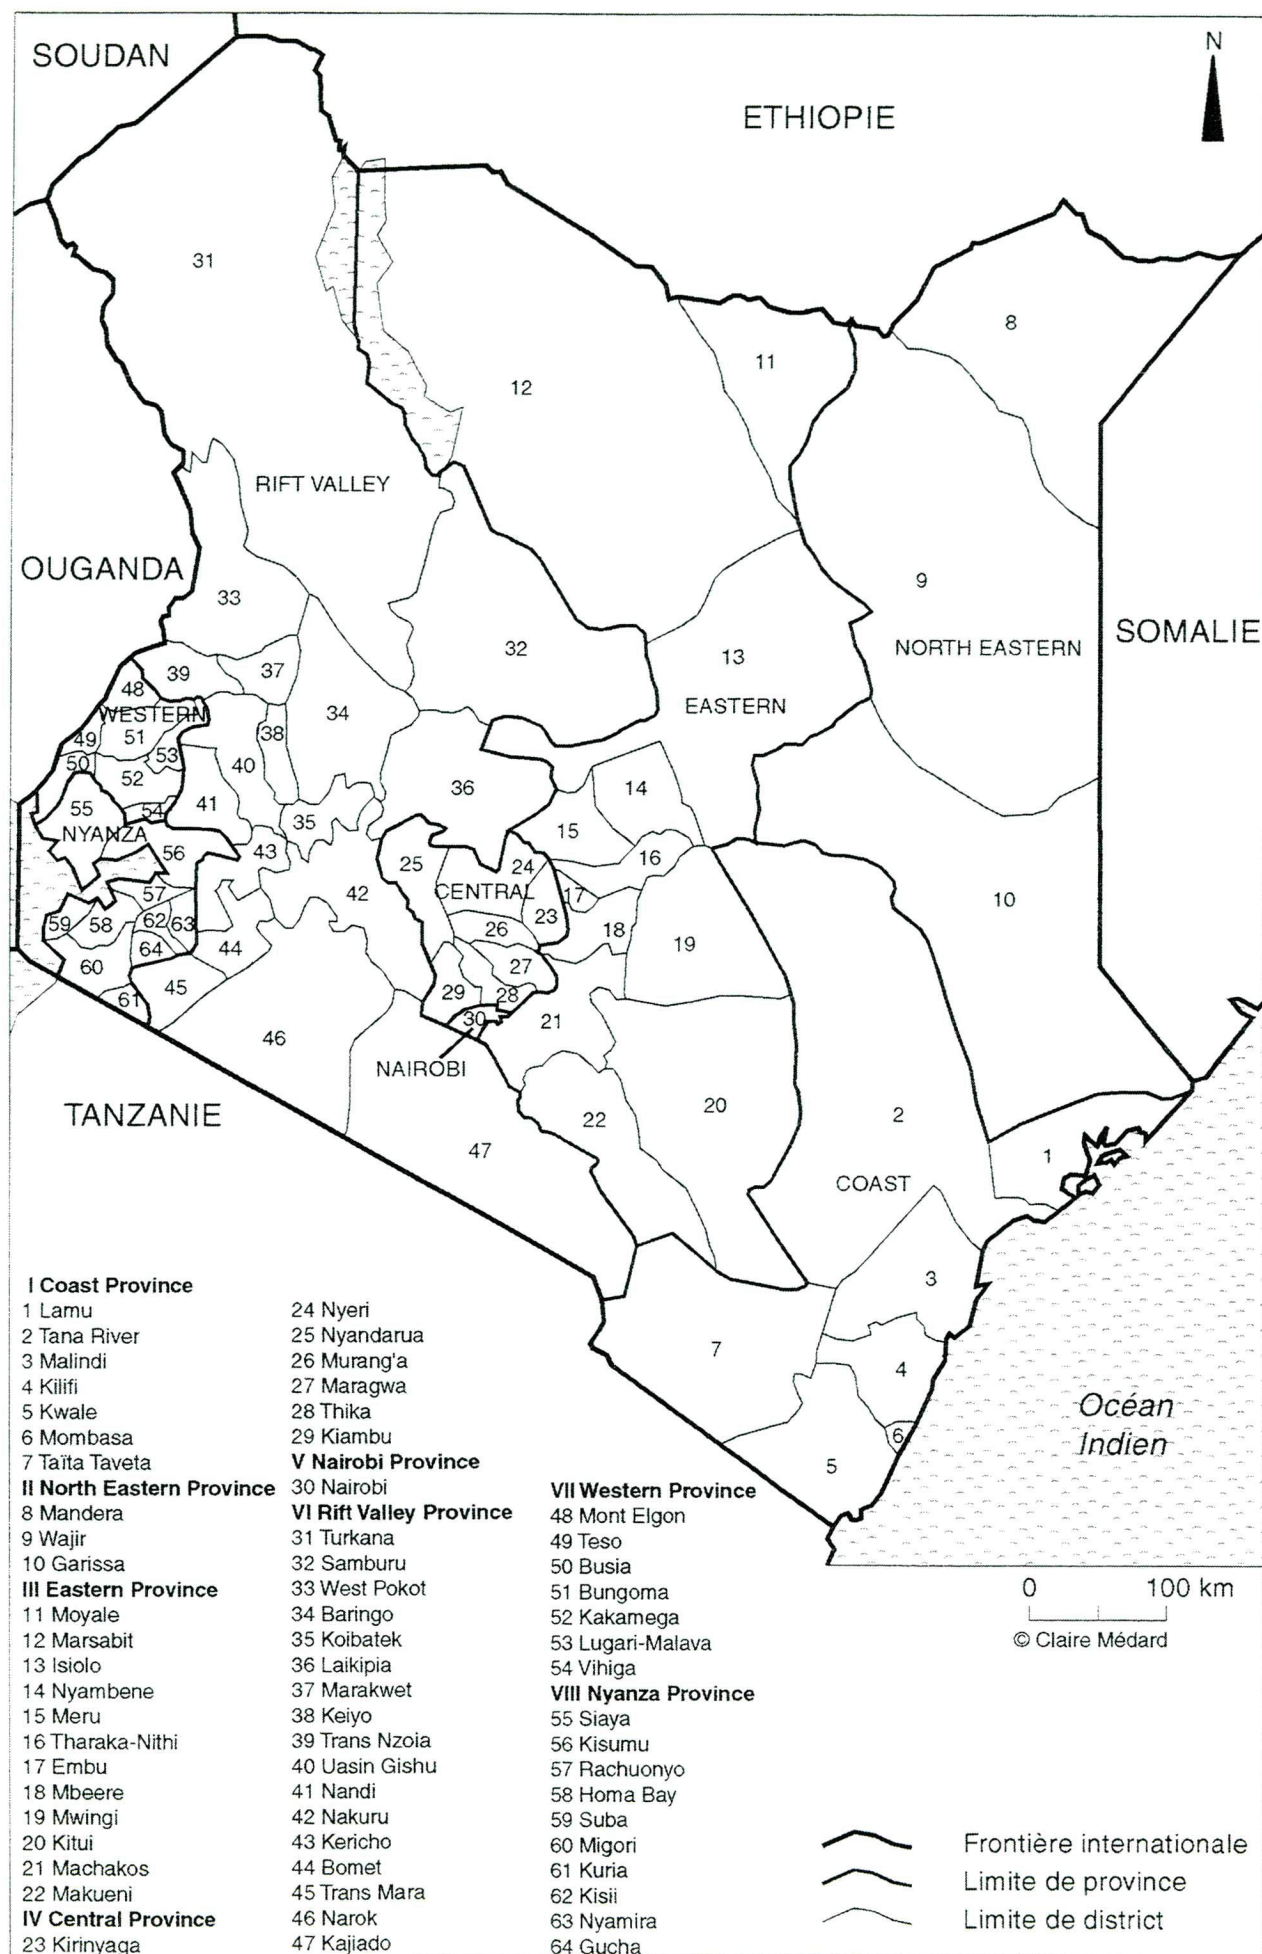 SOUDAN
N
ETHIOPIE
31
8
11
12
RIFT VALLEY
OUGANDA
33
9
SOMALIE
32
13
NORTH EASTERN
39
37
48
EASTERN
34
WESTERN
49
51
38
53
50
40
52
14
36
55
54
41
35
15
NYANZA
56
43
16
25
24
42
CENTRAL
17
10
57
59
58
62
63
23
18
26
19
64
44
60
27
45
29
28
61
30
21
46
NAIROBI
20
2
TANZANIE
22
47
1
COAST
3
7
4
6
5
Océan
Indien
I Coast Province
1 Lamu
2 Tana River
3 Malindi
4 Kilifi
5 Kwale
6 Mombasa
7 Taïta Taveta
II North Eastern Province
8 Mandera
9 Wajir
10 Garissa
III Eastern Province
11 Moyale
12 Marsabit
13 Isiolo
14 Nyambene
15 Meru
16 Tharaka-Nithi
17 Embu
18 Mbeere
19 Mwingi
20 Kitui
21 Machakos
22 Makueni
IV Central Province
23 Kirinyaga
24 Nyeri
25 Nyandarua
26 Murang'a
27 Maragwa
28 Thika
29 Kiambu
V Nairobi Province
30 Nairobi
VI Rift Valley Province
31 Turkana
32 Samburu
33 West Pokot
34 Baringo
35 Koibatek
36 Laikipia
37 Marakwet
38 Keiyo
39 Trans Nzoia
40 Uasin Gishu
41 Nandi
42 Nakuru
43 Kericho
44 Bomet
45 Trans Mara
46 Narok
47 Kajiado
VII Western Province
48 Mont Elgon
49 Teso
50 Busia
51 Bungoma
52 Kakamega
53 Lugari-Malava
54 Vihiga
VIII Nyanza Province
55 Siaya
56 Kisumu
57 Rachuonyo
58 Homa Bay
59 Suba
60 Migori
61 Kuria
62 Kisii
63 Nyamira
64 Gucha
0 100 km
© Claire Médard
Frontière internationale
Limite de province
Limite de district